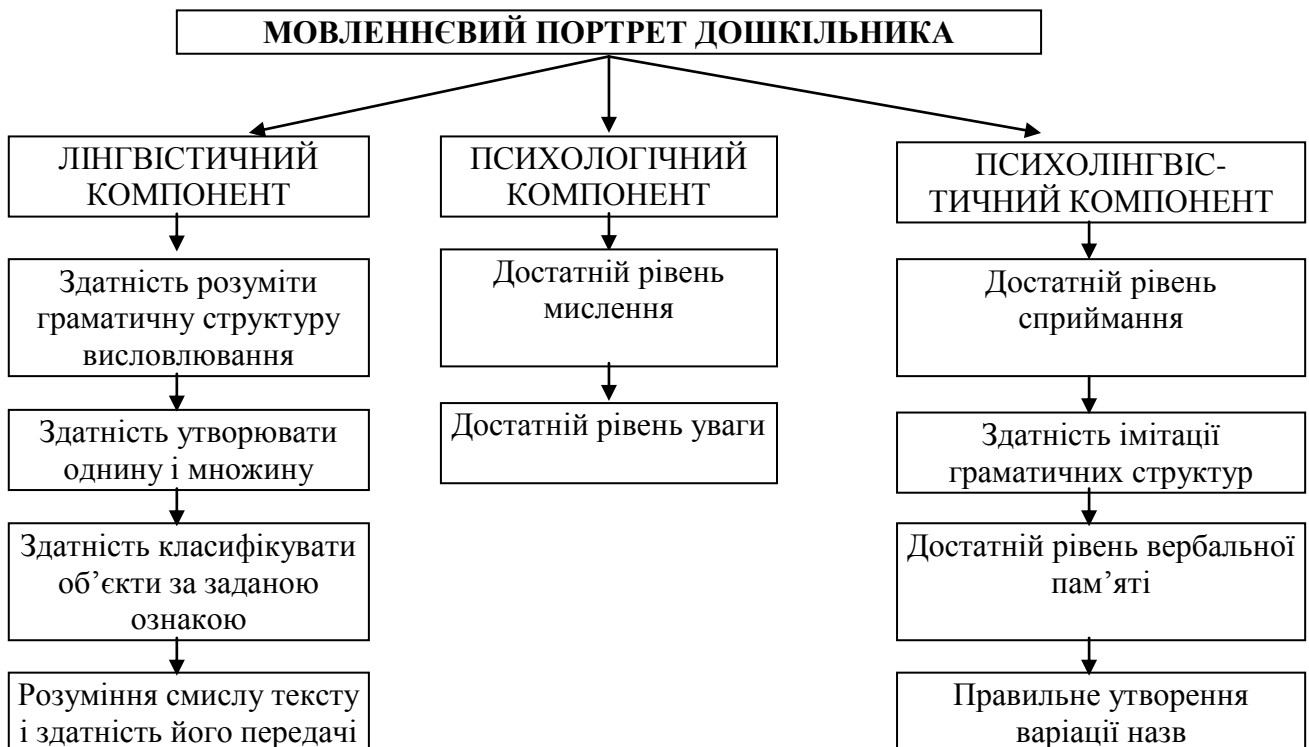 МОВЛЕННЄВИЙ ПОРТРЕТ ДОШКІЛЬНИКА
ЛІНГВІСТИЧНИЙ
КОМПОНЕНТ
Здатність розуміти
граматичну структуру
висловлювання
Здатність утворювати
однину і множину
Здатність класифікувати
об’єкти за заданою
ознакою
Розуміння смислу тексту
і здатність його передачі
ПСИХОЛОГІЧНИЙ
КОМПОНЕНТ
Достатній рівень
мислення
Достатній рівень уваги
ПСИХОЛІНГВІС-
ТИЧНИЙ КОМПОНЕНТ
Достатній рівень
сприймання
Здатність імітації
граматичних структур
Достатній рівень вербальної
пам’яті
Правильне утворення
варіації назв